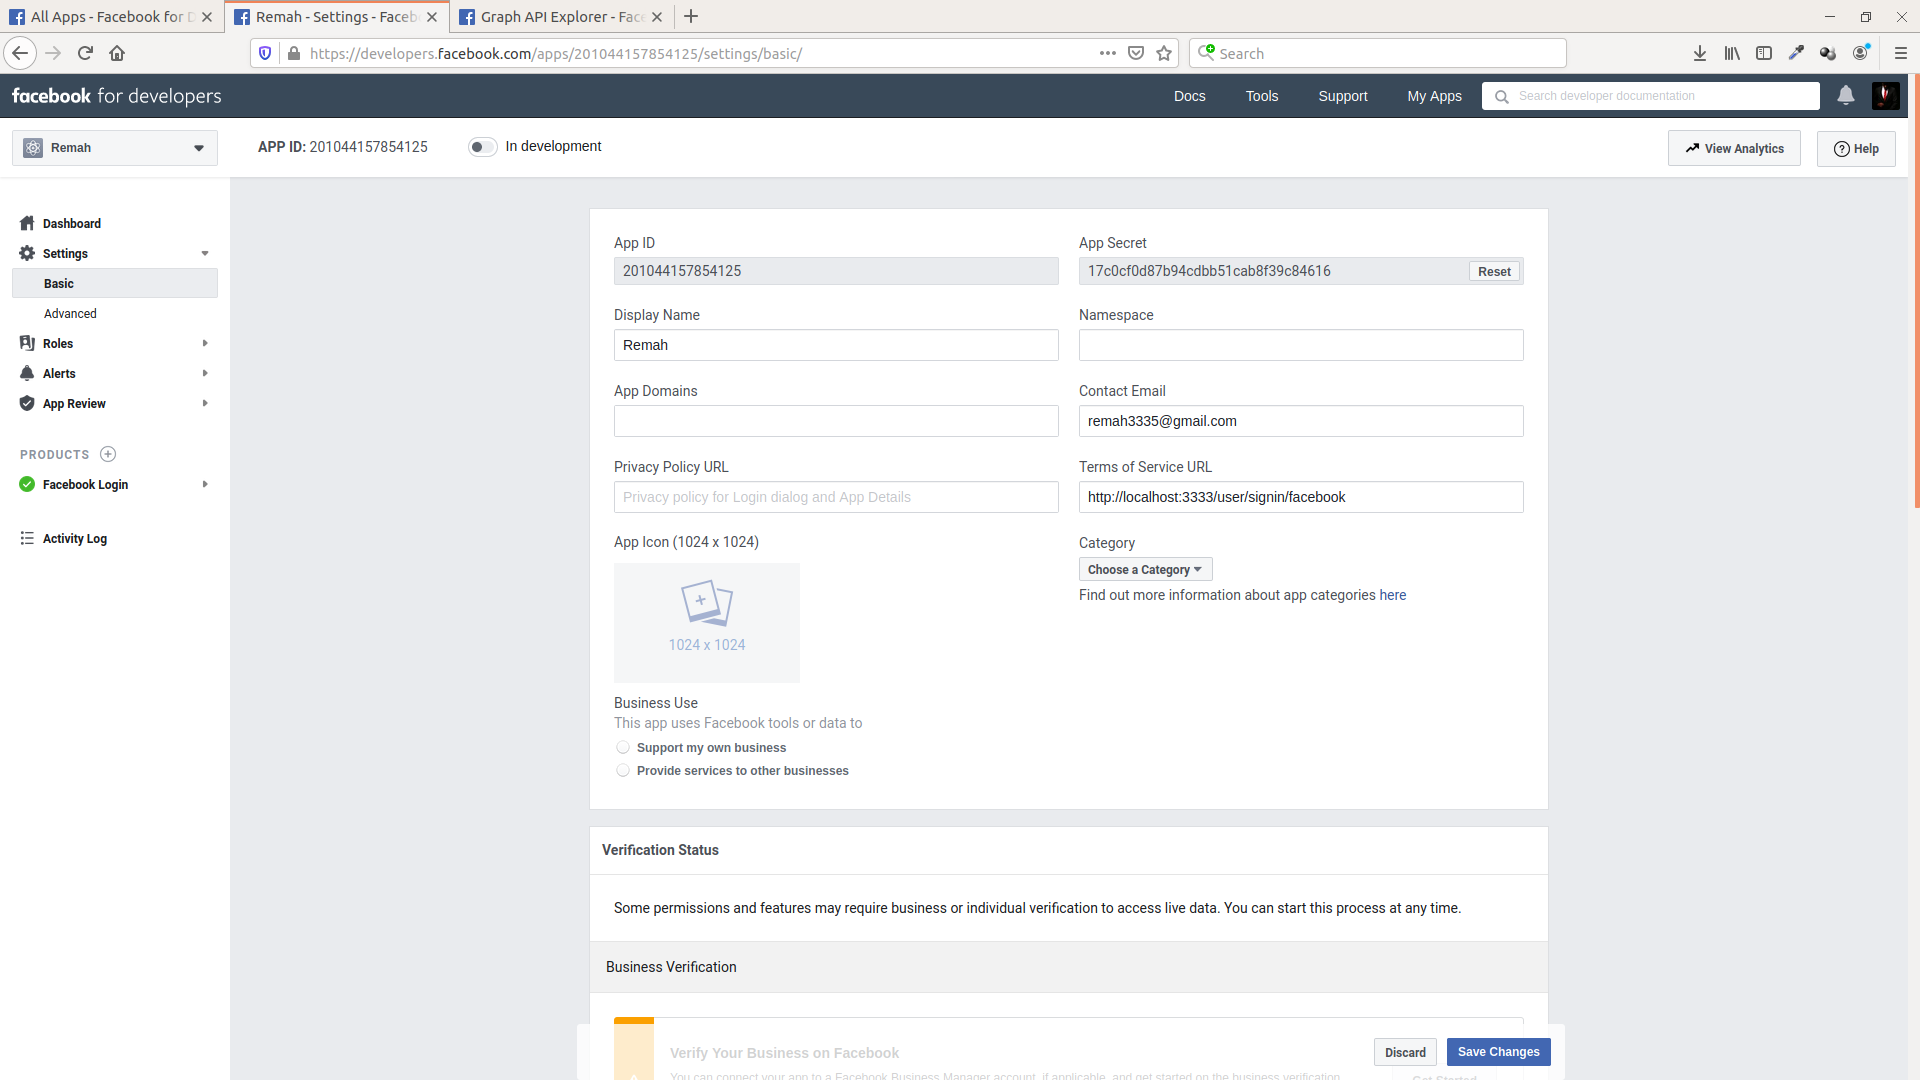 All Apps - Facebook for D
Remah - Settings - Faceb
Graph API Explorer - Face
https://developers.facebook.com/apps/201044157854125/settings/basic/
Search
facebook for developers
Docs
Tools
Support
My Apps
Search developer documentation
Remah
APP ID: 201044157854125
In development
View Analytics
Help
Dashboard
Settings
Basic
Advanced
Roles
Alerts
App Review
PRODUCTS
Facebook Login
Activity Log
App ID
201044157854125
App Secret
17c0cf0d87b94cdbb51cab8f39c84616
Reset
Display Name
Remah
Namespace
App Domains
Contact Email
remah3335@gmail.com
Privacy Policy URL
Privacy policy for Login dialog and App Details
Terms of Service URL
http://localhost:3333/user/signin/facebook
App Icon (1024 x 1024)
1024 x 1024
Category
Choose a Category
Find out more information about app categories here
Business Use
This app uses Facebook tools or data to
Support my own business
Provide services to other businesses
Verification Status
Some permissions and features may require business or individual verification to access live data. You can start this process at any time.
Business Verification
Verify Your Business on Facebook
You can connect your app to a Facebook Business Manager account, if applicable, and get started on the business verification
Get Started
Discard
Save Changes